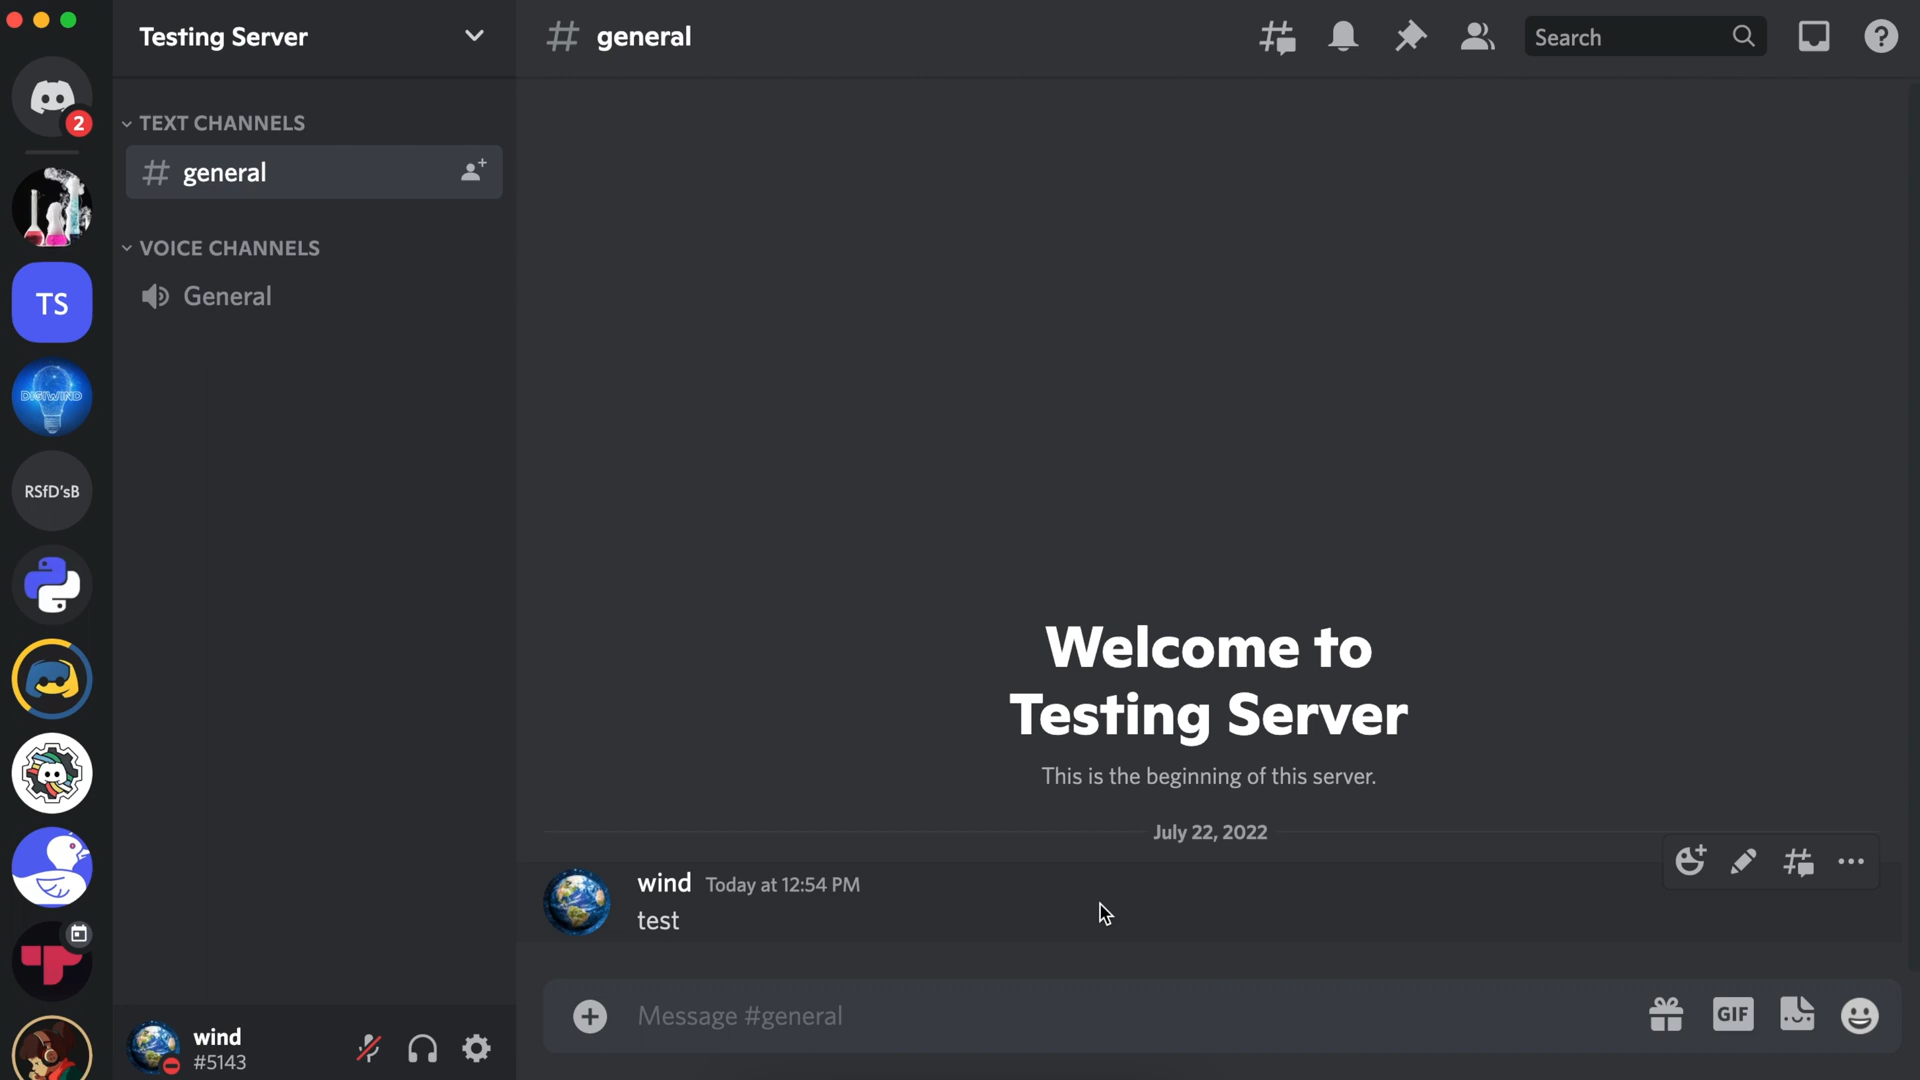 Testing Server
general
Search
2
TEXT CHANNELS
general
VOICE CHANNELS
General
TS
DIGIWIND
RSfD'sB
Welcome to
Testing Server
This is the beginning of this server.
July 22, 2022
wind Today at 12:54 PM
test
Message #general
GIF
wind
#5143